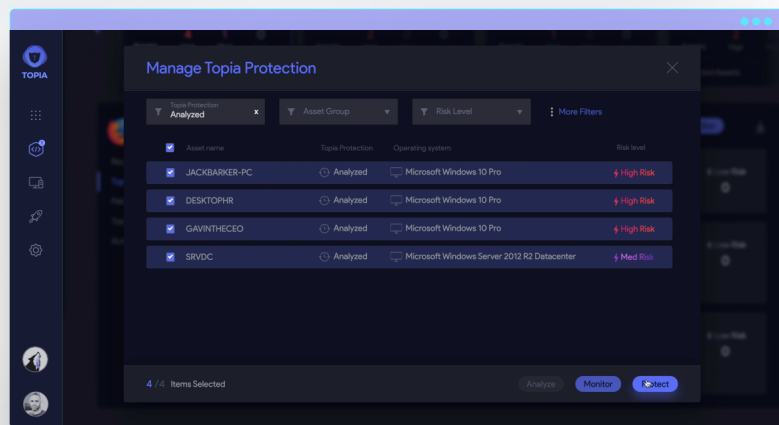 TOPIA
Manage Topia Protection
Topia Protection
Analyzed x
Asset Group
Risk Level
More Filters
Asset name Topia Protection Operating system Risk level
JACKBARKER-PC Analyzed Microsoft Windows 10 Pro High Risk
DESKTOPHR Analyzed Microsoft Windows 10 Pro High Risk
GAVINTHECEO Analyzed Microsoft Windows 10 Pro High Risk
SRVDC Analyzed Microsoft Windows Server 2012 R2 Datacenter Med Risk
4 /4 Items Selected
Analyze Monitor Protect